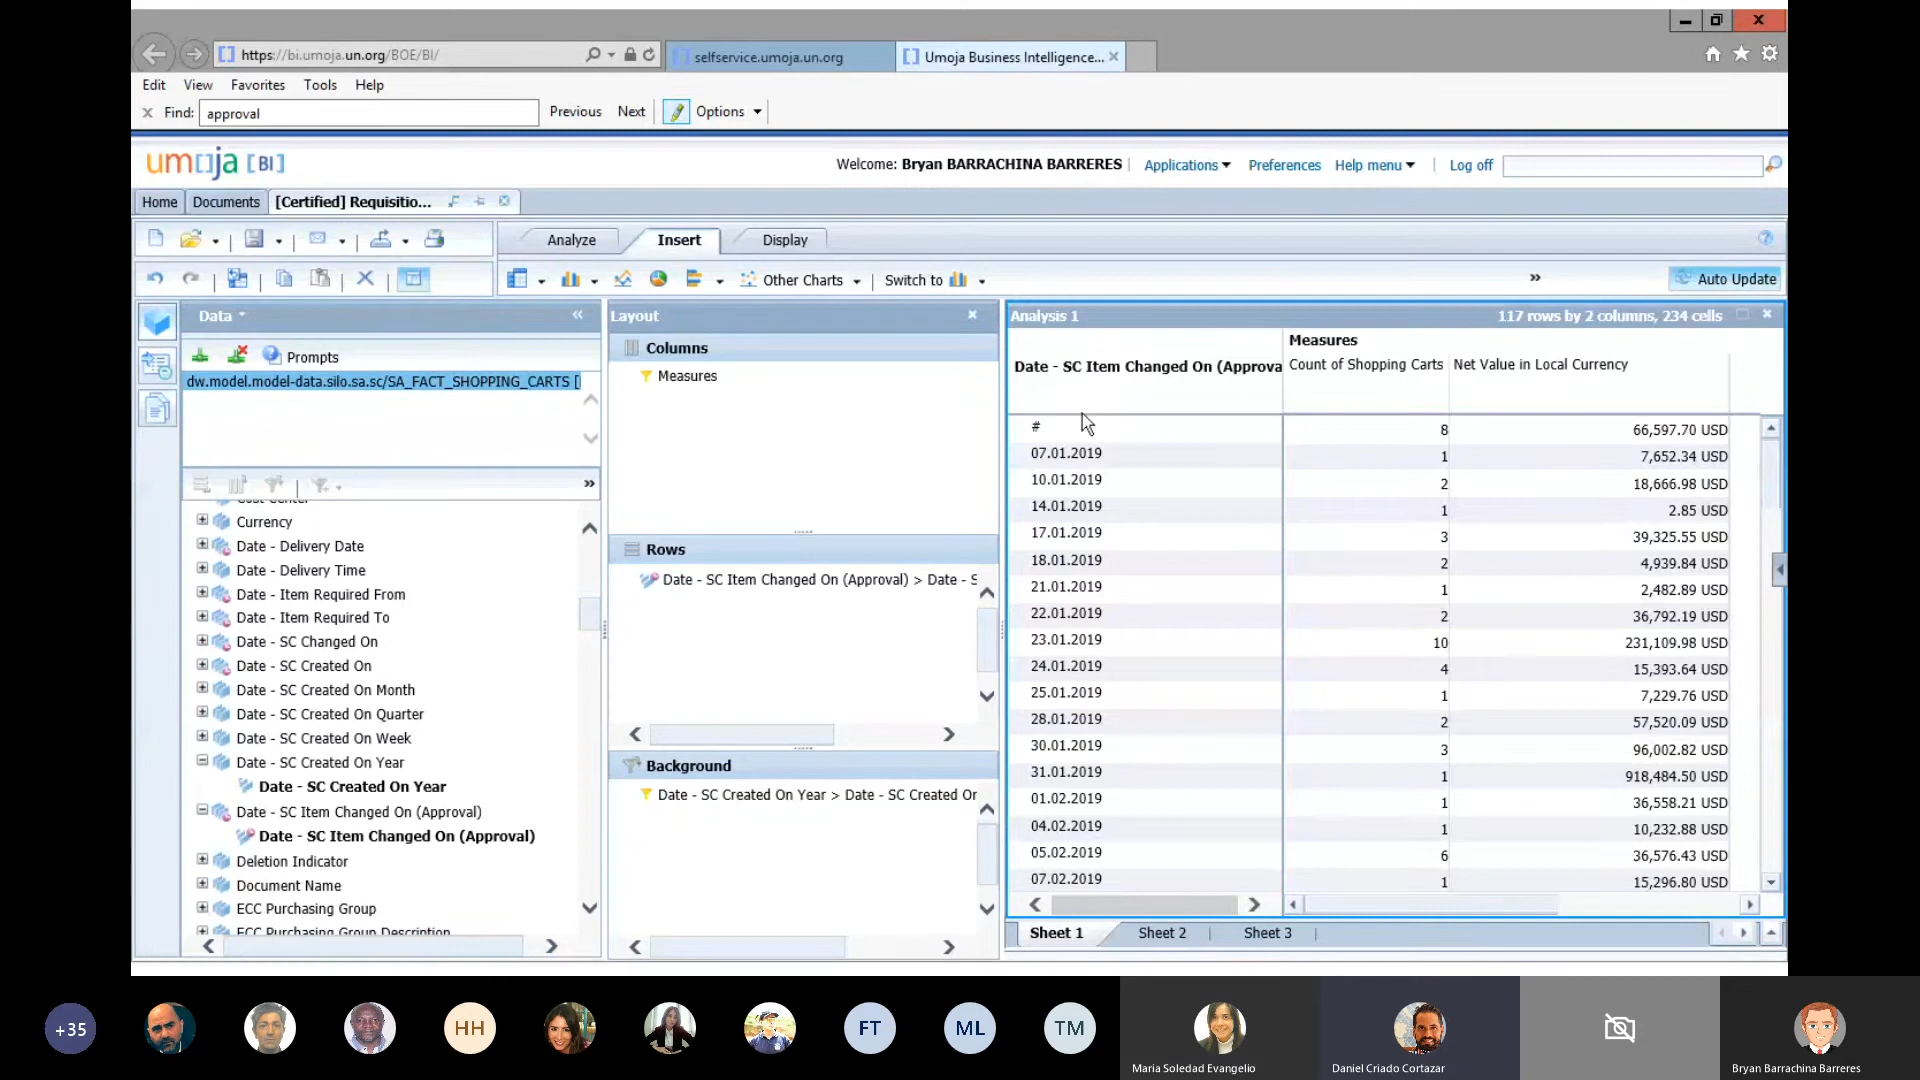 https://bi.umoja.un.org/BOE/BI/
selfservice.umoja.un.org
Umoja Business Intelligence...
Edit View Favorites Tools Help
Find: approval Previous Next Options
um[]ja [BI]
Welcome: Bryan BARRACHINA BARRERES Applications Preferences Help menu Log off
Home Documents [Certified] Requisitio...
Analyze Insert Display
Other Charts Switch to Auto Update
Data
Prompts
dw.model.model-data.silo.sa.sc/SA_FACT_SHOPPING_CARTS [
Currency
Date - Delivery Date
Date - Delivery Time
Date - Item Required From
Date - Item Required To
Date - SC Changed On
Date - SC Created On
Date - SC Created On Month
Date - SC Created On Quarter
Date - SC Created On Week
Date - SC Created On Year
Date - SC Created On Year
Date - SC Item Changed On (Approval)
Date - SC Item Changed On (Approval)
Deletion Indicator
Document Name
ECC Purchasing Group
ECC Purchasing Group Description
Layout
Columns
Measures
Rows
Date - SC Item Changed On (Approval) > Date - S
Background
Date - SC Created On Year > Date - SC Created Or
Analysis 1 117 rows by 2 columns, 234 cells
Measures
Date - SC Item Changed On (Approva Count of Shopping Carts Net Value in Local Currency
# 8 66,597.70 USD
07.01.2019 1 7,652.34 USD
10.01.2019 2 18,666.98 USD
14.01.2019 1 2.85 USD
17.01.2019 3 39,325.55 USD
18.01.2019 2 4,939.84 USD
21.01.2019 1 2,482.89 USD
22.01.2019 2 36,792.19 USD
23.01.2019 10 231,109.98 USD
24.01.2019 4 15,393.64 USD
25.01.2019 1 7,229.76 USD
28.01.2019 2 57,520.09 USD
30.01.2019 3 96,002.82 USD
31.01.2019 1 918,484.50 USD
01.02.2019 1 36,558.21 USD
04.02.2019 1 10,232.88 USD
05.02.2019 6 36,576.43 USD
07.02.2019 1 15,296.80 USD
Sheet 1 Sheet 2 Sheet 3
+35 HH FT ML TM
Maria Soledad Evangelio
Daniel Criado Cortazar
Bryan Barrachina Barreres